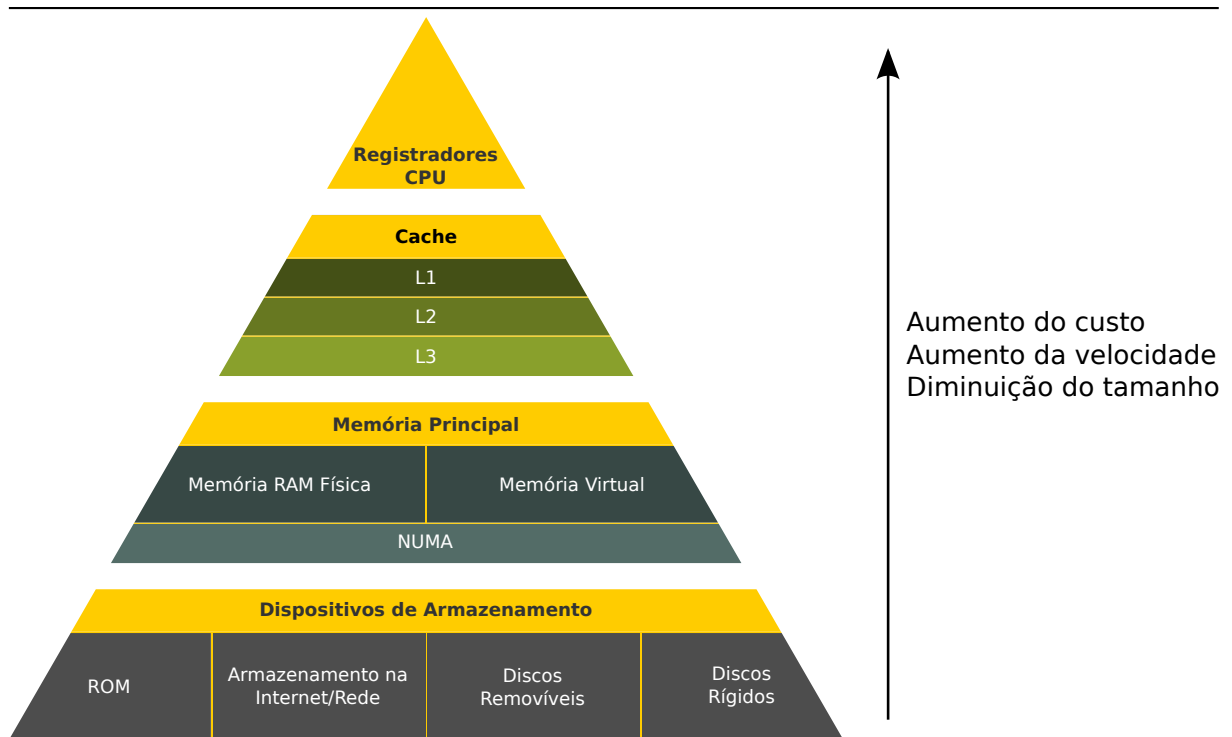 Registradores
CPU
Cache
L1
L2
L3
Memória Principal
Memória RAM Física
Memória Virtual
NUMA
Dispositivos de Armazenamento
ROM
Armazenamento na
Internet/Rede
Discos
Removíveis
Discos
Rígidos
Aumento do custo
Aumento da velocidade
Diminuição do tamanho